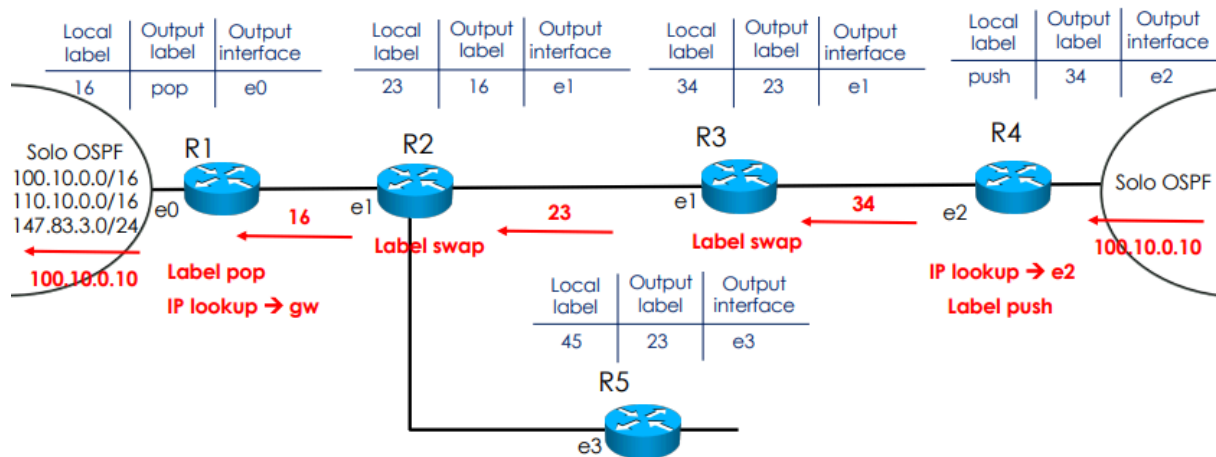 Local Output Output
label label interface
16 pop e0
Local Output Output
label label interface
23 16 e1
Local Output Output
label label interface
34 23 e1
Local Output Output
label label interface
push 34 e2
Solo OSPF
100.10.0.0/16
110.10.0.0/16
147.83.3.0/24
100.10.0.10
R1
e0
16
Label pop
IP lookup → gw
R2
e1
Label swap
23
R3
e1
Label swap
34
R4
e2
IP lookup → e2
Label push
Solo OSPF
100.10.0.10
Local Output Output
label label interface
45 23 e3
R5
e3